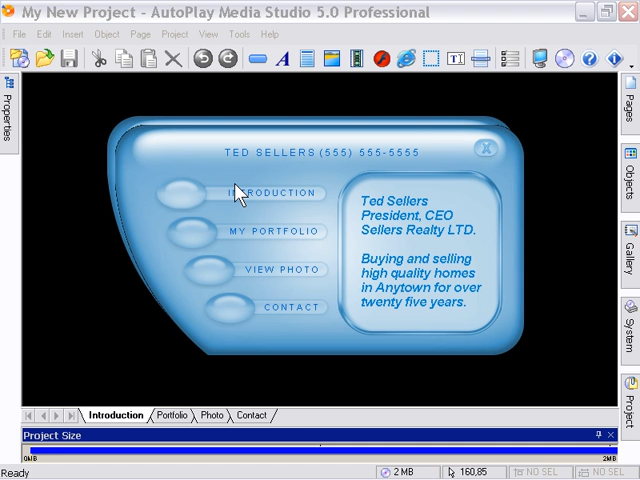 My New Project - AutoPlay Media Studio 5.0 Professional
File Edit Insert Object Page Project View Tools Help
Properties
TED SELLERS (555) 555-5555
X
INTRODUCTION
MY PORTFOLIO
VIEW PHOTO
CONTACT
Ted Sellers
President, CEO
Sellers Realty LTD.
Buying and selling
high quality homes
in Anytown for over
twenty five years.
Pages
Objects
Gallery
System
Project
Introduction Portfolio Photo Contact
Project Size
0MB 2MB
Ready 2 MB 160,85 NO SEL NO SEL